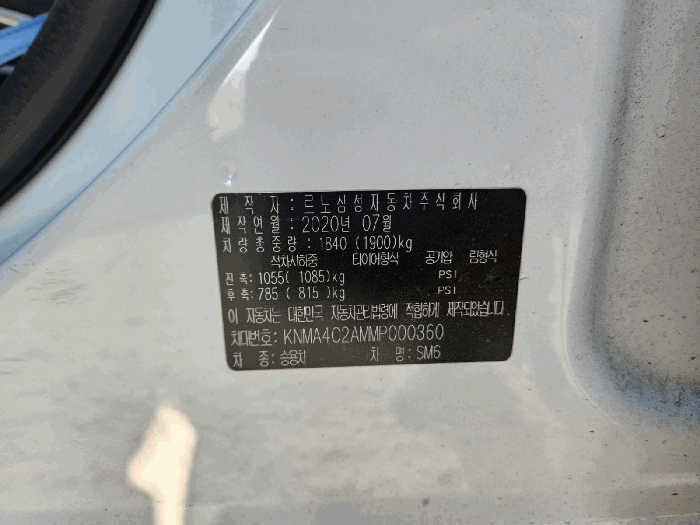 제 작 자 : 르노삼성자동차주식회사
제작연월 : 2020년 07월
차량총중량 : 1840 (1900)kg
적차시하중 타이어형식 공기압 림형식
전 축: 1055( 1085)kg PSI
후 축: 785 ( 815 )kg PSI
이 자동차는 대한민국 자동차관리법령에 적합하게 제작되었습니다.
차대번호: KNMA4C2AMMP000360
차 종: 승용차 차 명: SM6